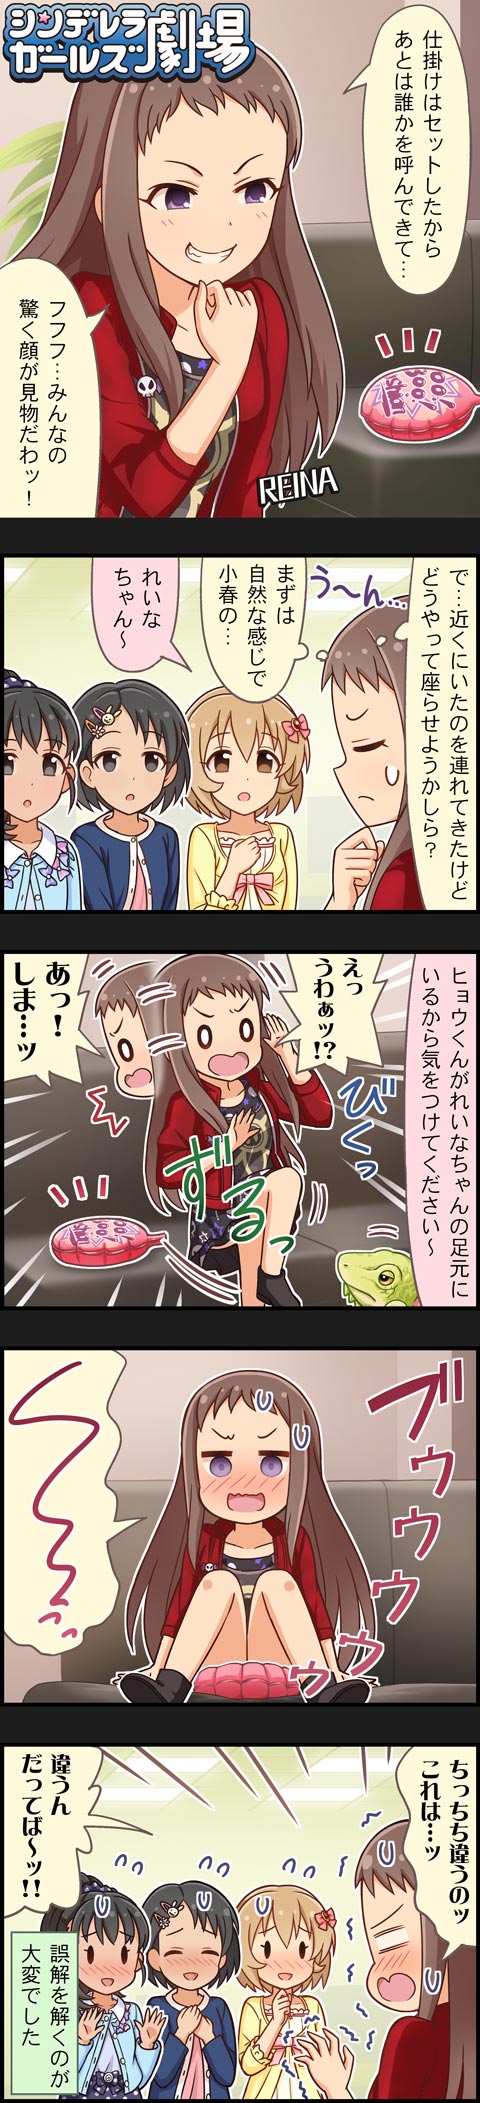 シンデレラ
ガールズ劇場
仕掛けはセットしたから
あとは誰かを呼んできて…
フフフ…みんなの
驚く顔が見物だわッ！
REINA
で…近くにいたのを連れてきたけど
どうやって座らせようかしら？
う〜ん…
まずは
自然な感じで
小春の…
れいな
ちゃん〜
ヒョウくんがれいなちゃんの足元に
いるから気をつけてください〜
えっ
うわぁッ!?
びくっ
ずるっ
あっ！
しま…ッ
ブゥゥゥゥゥ
ちっちち違うのッ
これは…ッ
違うん
だってば〜ッ!!
誤解を解くのが
大変でした